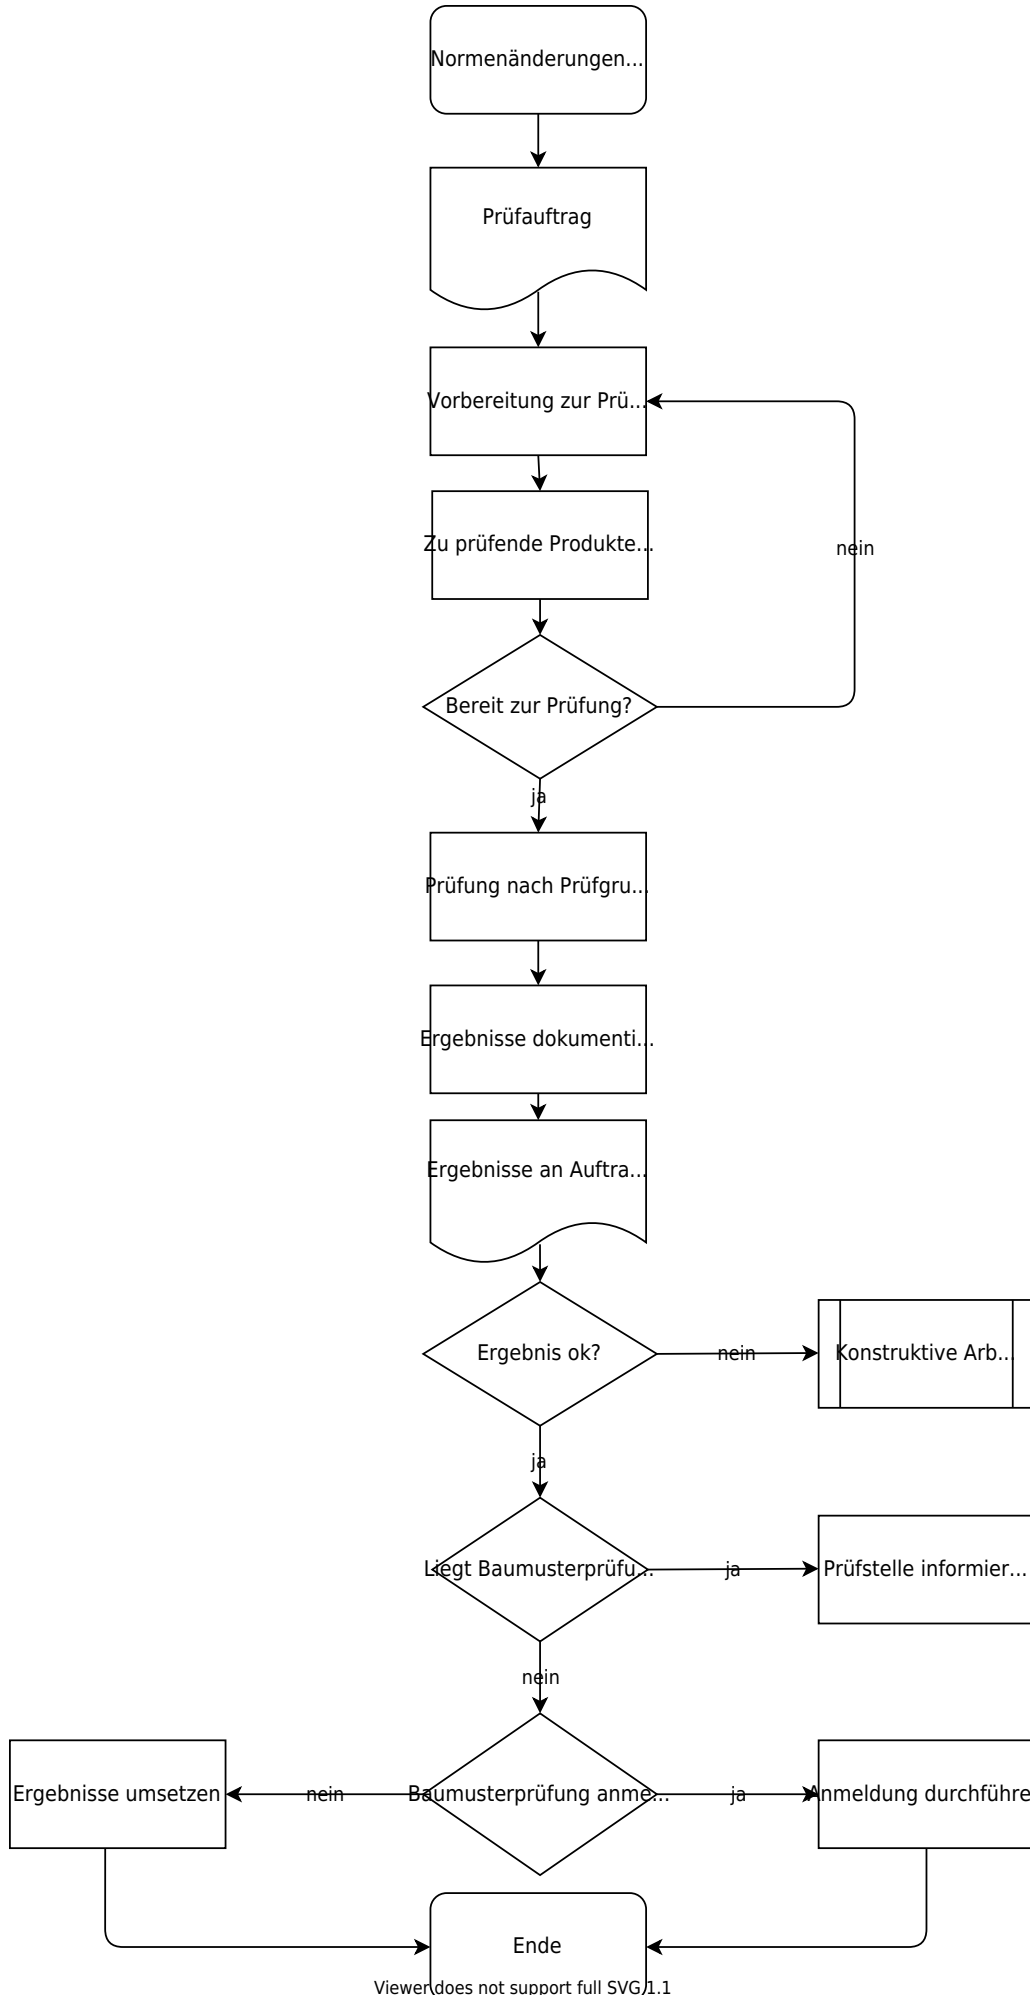 Normenänderungen...
Prüfauftrag
Vorbereitung zur Prü...
Zu prüfende Produkte...
nein
Bereit zur Prüfung?
ja
Prüfung nach Prüfgru...
Ergebnisse dokumenti...
Ergebnisse an Auftra...
Ergebnis ok?
nein
Konstruktive Arb...
ja
Liegt Baumusterprüfu...
ja
Prüfstelle informier...
nein
Ergebnisse umsetzen
nein
Baumusterprüfung anme...
ja
Anmeldung durchführe
Ende
Viewer does not support full SVG 1.1